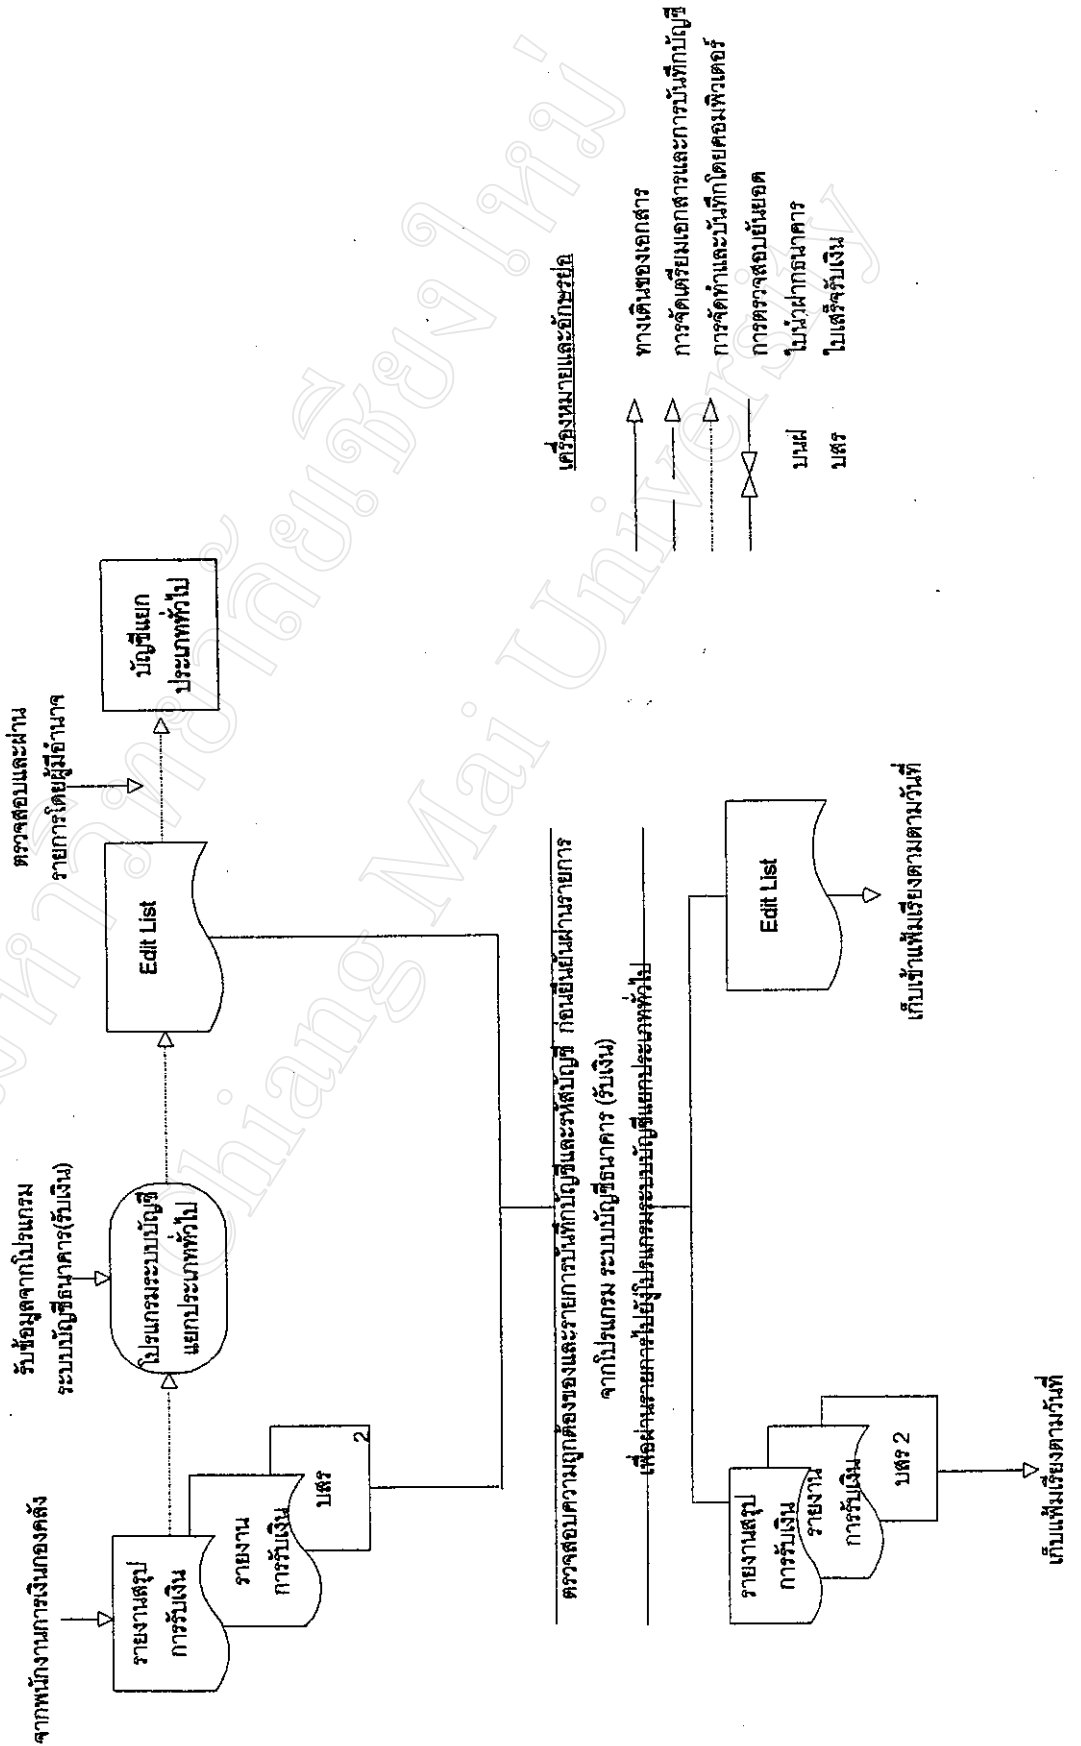 จากพนักงานการเงินกองคลัง
รายงานสรุป
การรับเงิน
รายงาน
การรับเงิน
บสร
2
รับข้อมูลจากโปรแกรม
ระบบบัญชีธนาคาร(รับเงิน)
โปรแกรมระบบบัญชี
แยกประเภททั่วไป
Edit List
ตรวจสอบและผ่าน
รายการโดยผู้มีอำนาจ
บัญชีแยก
ประเภททั่วไป
ตรวจสอบความถูกต้องของและรายการบันทึกบัญชีและรหัสบัญชี ก่อนยืนยันผ่านรายการ
จากโปรแกรม ระบบบัญชีธนาคาร (รับเงิน)
เพื่อผ่านรายการไปยังโปรแกรมระบบบัญชีแยกประเภททั่วไป
รายงานสรุป
การรับเงิน
รายงาน
การรับเงิน
บสร 2
เก็บแฟ้มเรียงตามวันที่
Edit List
เก็บเข้าแฟ้มเรียงตามตามวันที่
เครื่องหมายและอักษรย่อ
ทางเดินของเอกสาร
การจัดเตรียมเอกสารและการบันทึกบัญชี
การจัดทำและบันทึกโดยคอมพิวเตอร์
การตรวจสอบยันยอด
บนฝ ใบนำฝากธนาคาร
บสร ใบเสร็จรับเงิน
มหาวิทยาลัยเชียงใหม่
Chiang Mai University